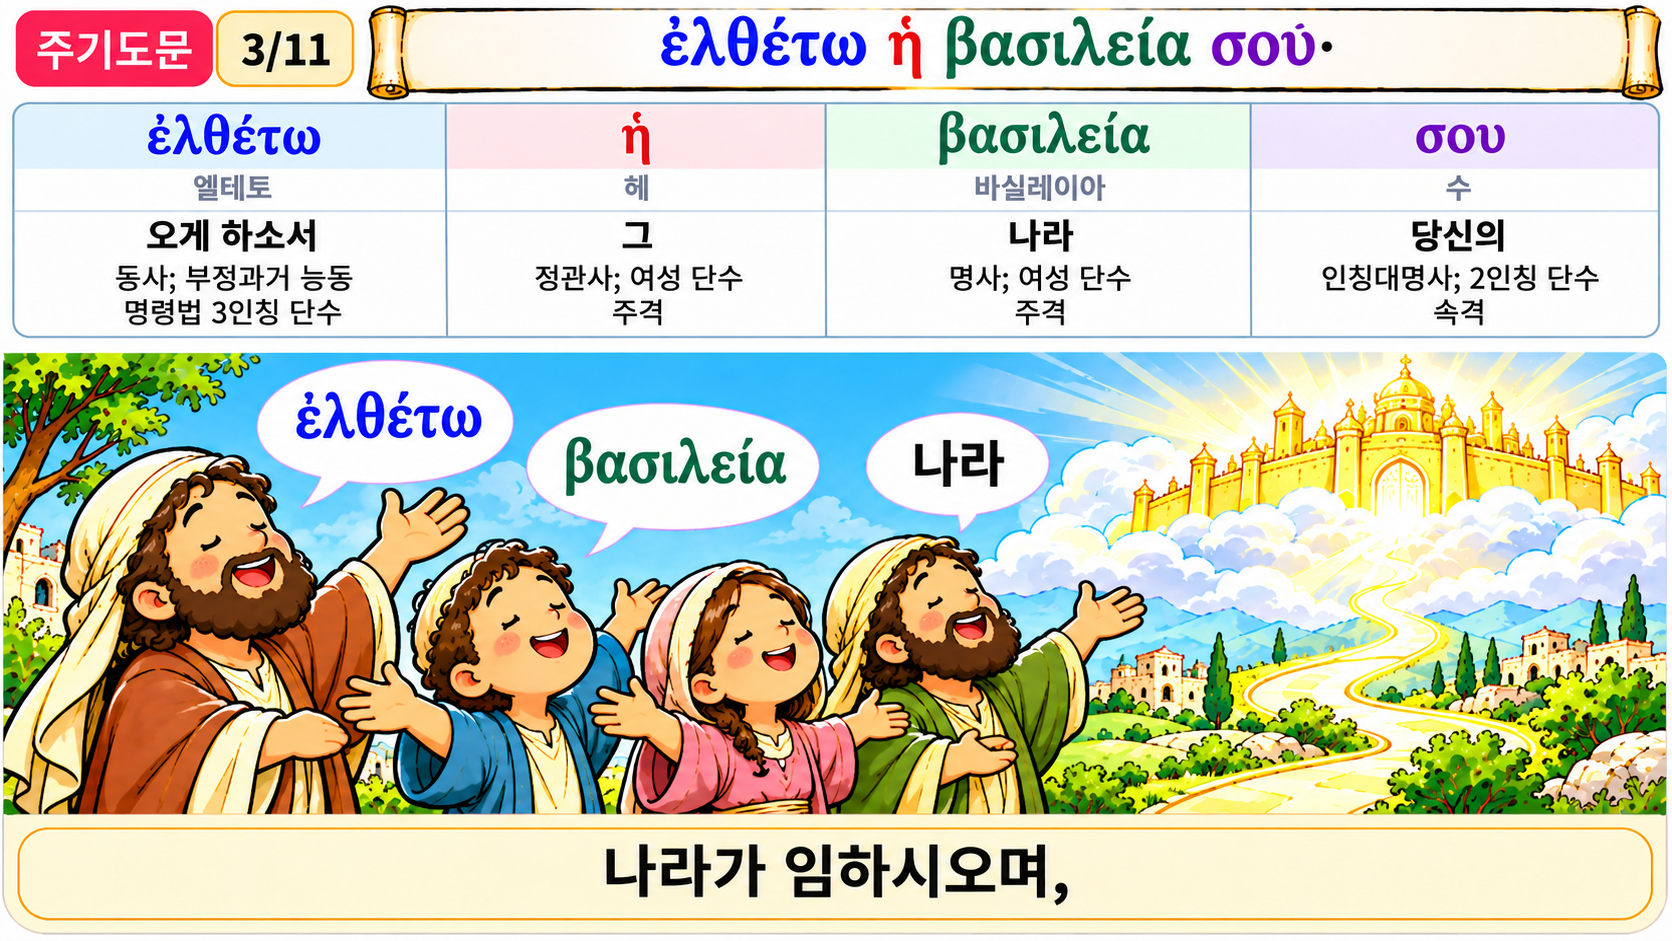 주기도문 3/11 ἐλθέτω ἡ βασιλεία σού·
ἐλθέτω ἡ βασιλεία σου
엘테토 헤 바실레이아 수
오게 하소서 그 나라 당신의
동사; 부정과거 능동 정관사; 여성 단수 명사; 여성 단수 인칭대명사; 2인칭 단수
명령법 3인칭 단수 주격 주격 속격
ἐλθέτω
βασιλεία
나라
나라가 임하시오며,